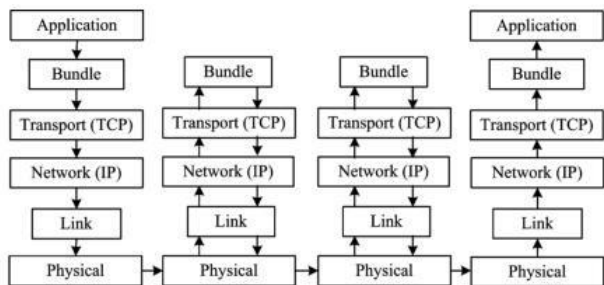 Application Application
Bundle Bundle Bundle Bundle
Transport (TCP) Transport (TCP) Transport (TCP) Transport (TCP)
Network (IP) Network (IP) Network (IP) Network (IP)
Link Link Link Link
Physical Physical Physical Physical